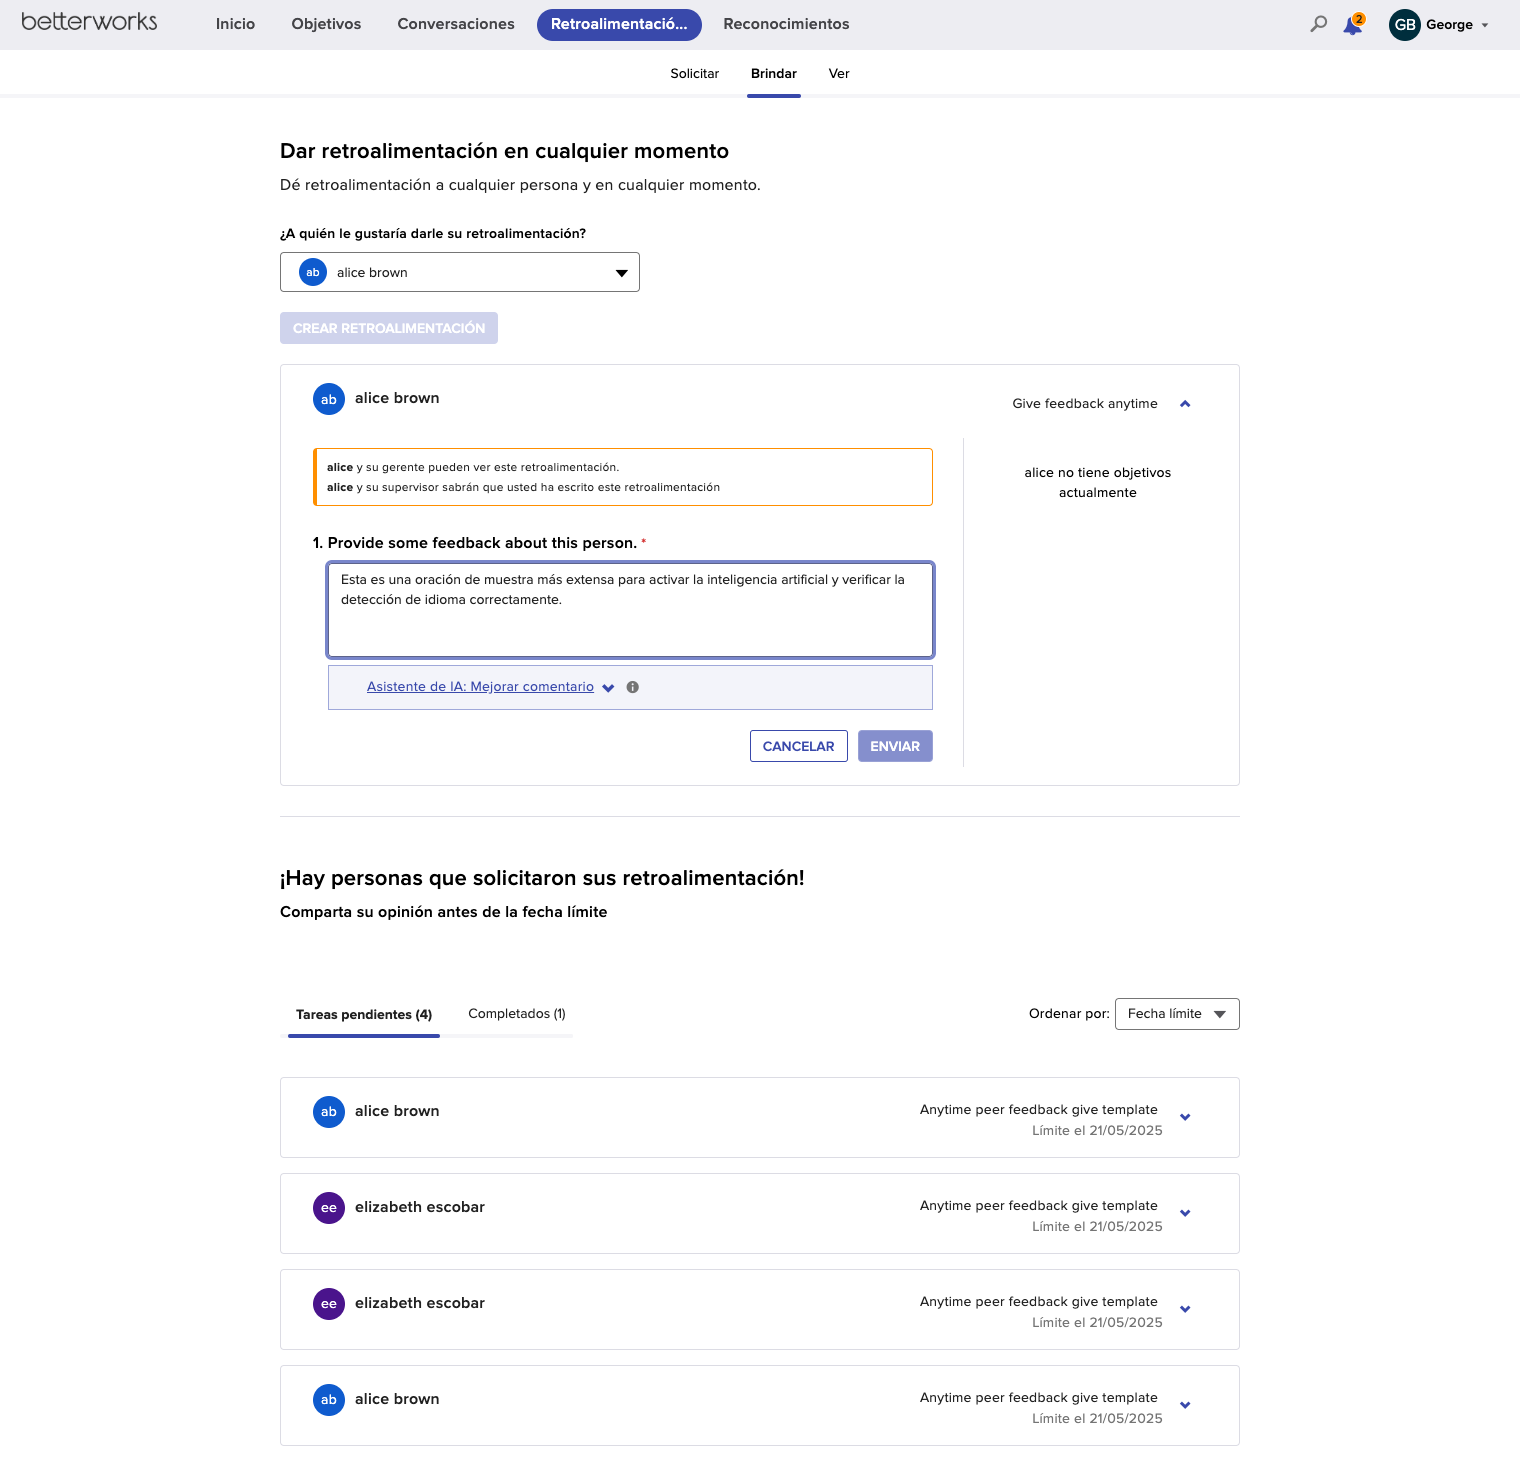 betterworks
Inicio
Objetivos
Conversaciones
Retroalimentació...
Reconocimientos
2
GB
George
Solicitar
Brindar
Ver
Dar retroalimentación en cualquier momento
Dé retroalimentación a cualquier persona y en cualquier momento.
¿A quién le gustaría darle su retroalimentación?
ab alice brown
CREAR RETROALIMENTACIÓN
ab alice brown
Give feedback anytime
alice y su gerente pueden ver este retroalimentación.
alice y su supervisor sabrán que usted ha escrito este retroalimentación
alice no tiene objetivos
actualmente
1. Provide some feedback about this person. *
Esta es una oración de muestra más extensa para activar la inteligencia artificial y verificar la
detección de idioma correctamente.
Asistente de IA: Mejorar comentario
CANCELAR
ENVIAR
¡Hay personas que solicitaron sus retroalimentación!
Comparta su opinión antes de la fecha límite
Tareas pendientes (4)
Completados (1)
Ordenar por:
Fecha límite
ab alice brown
Anytime peer feedback give template
Límite el 21/05/2025
ee elizabeth escobar
Anytime peer feedback give template
Límite el 21/05/2025
ee elizabeth escobar
Anytime peer feedback give template
Límite el 21/05/2025
ab alice brown
Anytime peer feedback give template
Límite el 21/05/2025